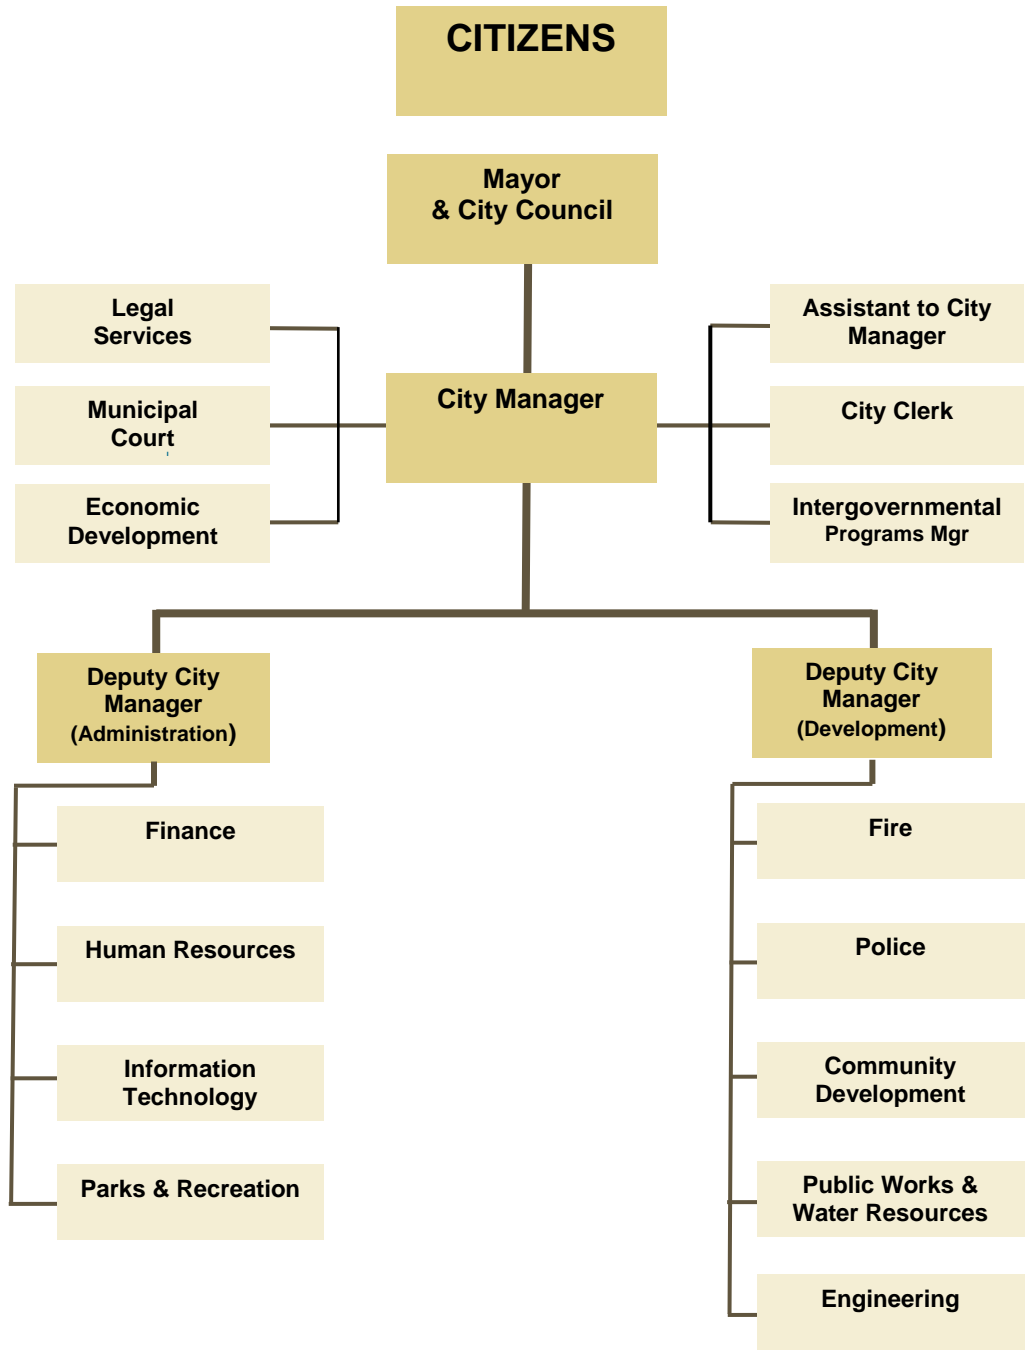 CITIZENS
Mayor
& City Council
Legal
Services
Assistant to City
Manager
City Manager
Municipal
Court
City Clerk
Economic
Development
Intergovernmental
Programs Mgr
Deputy City
Manager
(Administration)
Deputy City
Manager
(Development)
Finance
Human Resources
Information
Technology
Parks & Recreation
Fire
Police
Community
Development
Public Works &
Water Resources
Engineering